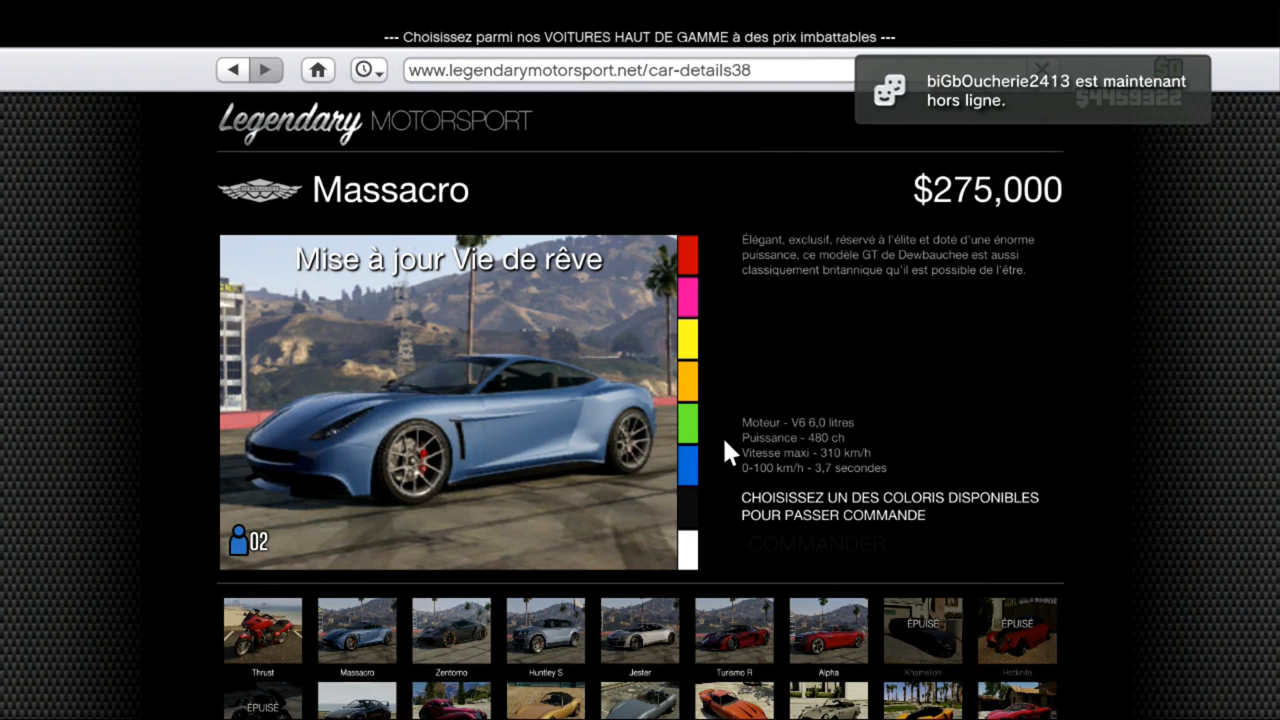 --- Choisissez parmi nos VOITURES HAUT DE GAMME à des prix imbattables ---
www.legendarymotorsport.net/car-details38
biGbOucherie2413 est maintenant
hors ligne.
$0
$4459322
Legendary MOTORSPORT
Massacro
$275,000
Mise à jour Vie de rêve
Élégant, exclusif, réservé à l'élite et doté d'une énorme
puissance, ce modèle GT de Dewbauchee est aussi
classiquement britannique qu'il est possible de l'être.
Moteur - V6 6,0 litres
Puissance - 480 ch
Vitesse maxi - 310 km/h
0-100 km/h - 3,7 secondes
CHOISISSEZ UN DES COLORIS DISPONIBLES
POUR PASSER COMMANDE
COMMANDER
02
ÉPUISÉ
ÉPUISÉ
Thrust
Massacro
Zentorno
Huntley S
Jester
Turismo R
Alpha
Khamelion
Hotknife
ÉPUISÉ